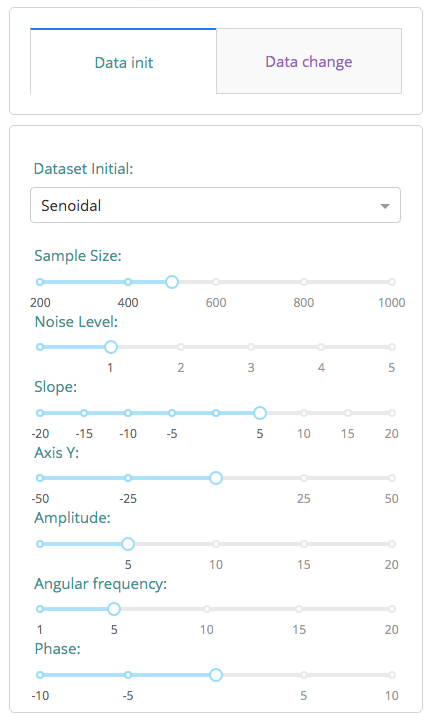 Data init Data change
Dataset Initial:
Senoidal
Sample Size:
200 400 600 800 1000
Noise Level:
1 2 3 4 5
Slope:
-20 -15 -10 -5 5 10 15 20
Axis Y:
-50 -25 25 50
Amplitude:
5 10 15 20
Angular frequency:
1 5 10 15 20
Phase:
-10 -5 5 10